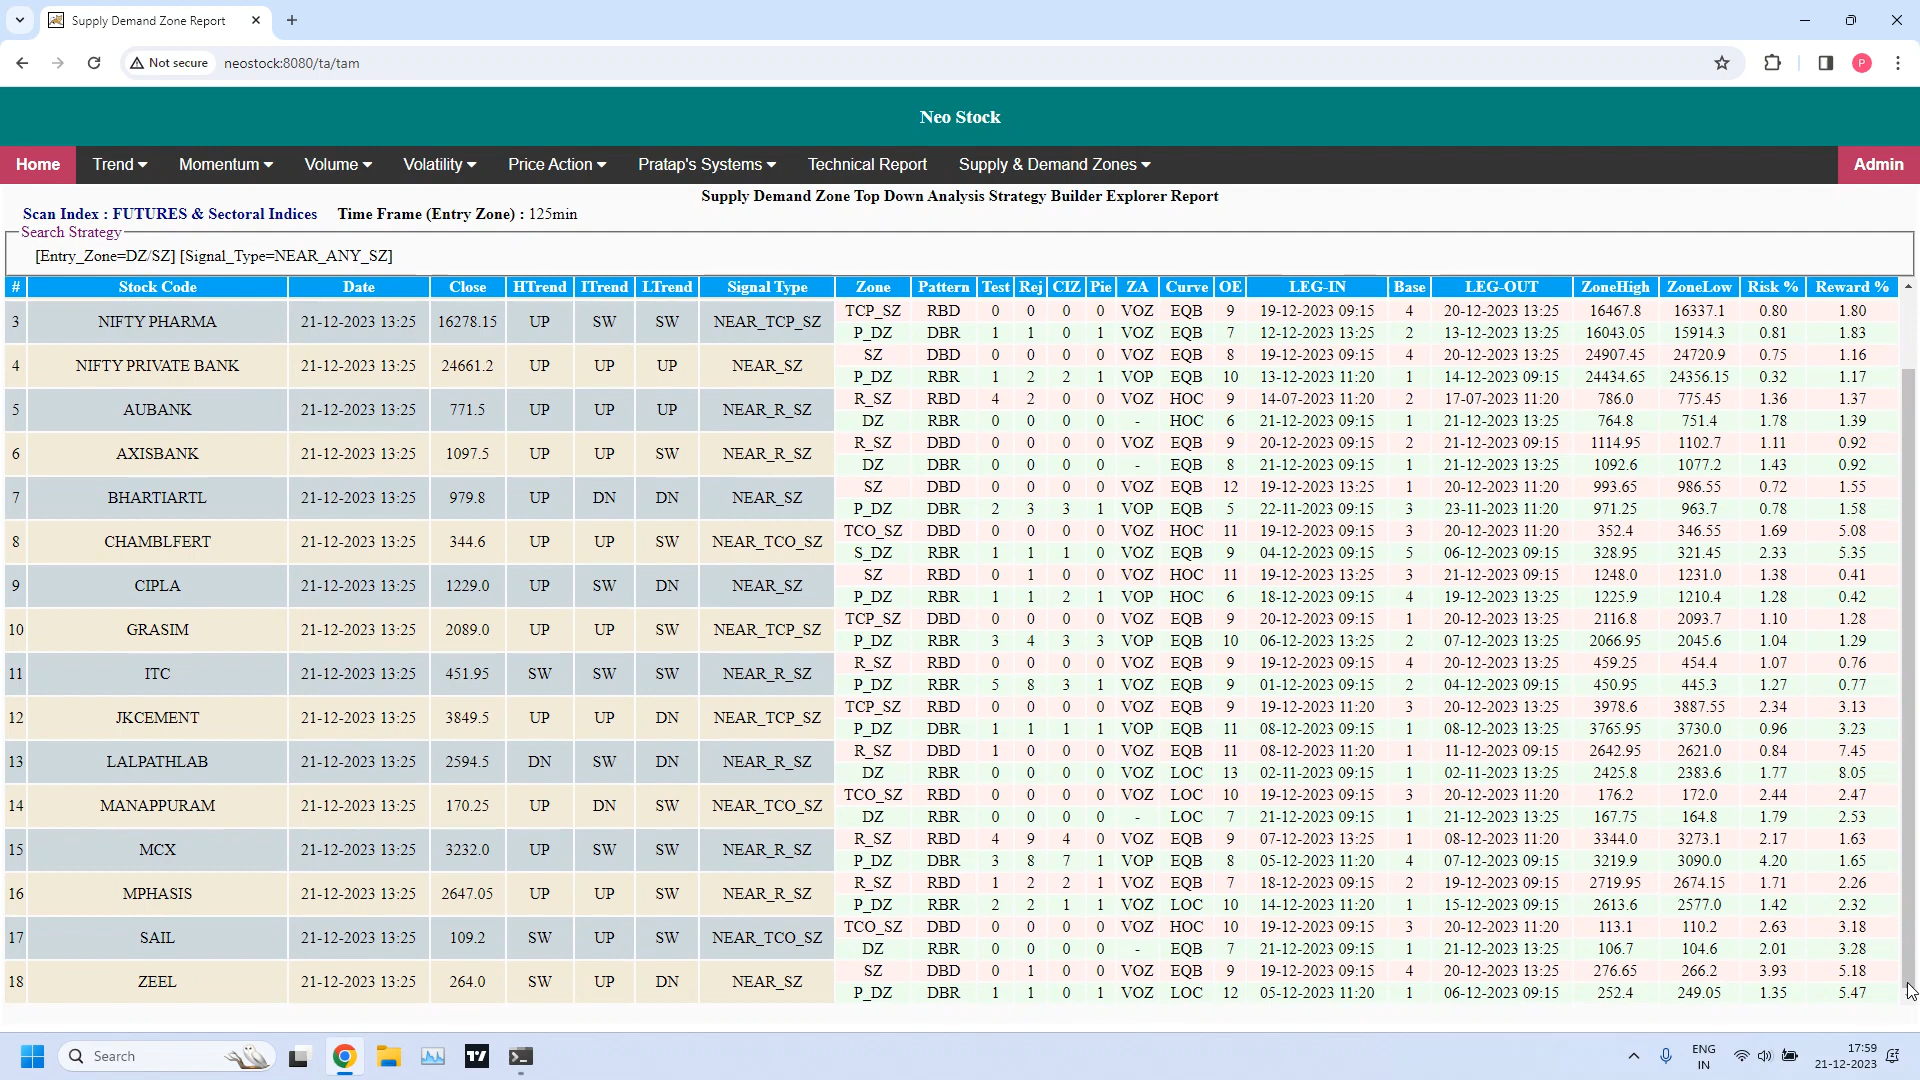 Supply Demand Zone Report
Not secure neostock:8080/ta/tam
P
Neo Stock
Home Trend Momentum Volume Volatility Price Action Pratap's Systems Technical Report Supply & Demand Zones Admin
Supply Demand Zone Top Down Analysis Strategy Builder Explorer Report
Scan Index : FUTURES & Sectoral Indices Time Frame (Entry Zone) : 125min
Search Strategy
[Entry_Zone=DZ/SZ] [Signal_Type=NEAR_ANY_SZ]
# Stock Code Date Close HTrend ITrend LTrend Signal Type Zone Pattern Test Rej CIZ Pie ZA Curve OE LEG-IN Base LEG-OUT ZoneHigh ZoneLow Risk % Reward %
3 NIFTY PHARMA 21-12-2023 13:25 16278.15 UP SW SW NEAR_TCP_SZ TCP_SZ RBD 0 0 0 0 VOZ EQB 9 19-12-2023 09:15 4 20-12-2023 13:25 16467.8 16337.1 0.80 1.80
P_DZ DBR 1 1 0 1 VOZ EQB 7 12-12-2023 13:25 2 13-12-2023 13:25 16043.05 15914.3 0.81 1.83
4 NIFTY PRIVATE BANK 21-12-2023 13:25 24661.2 UP UP UP NEAR_SZ SZ DBD 0 0 0 0 VOZ EQB 8 19-12-2023 09:15 4 20-12-2023 13:25 24907.45 24720.9 0.75 1.16
P_DZ RBR 1 2 2 1 VOP EQB 10 13-12-2023 11:20 1 14-12-2023 09:15 24434.65 24356.15 0.32 1.17
5 AUBANK 21-12-2023 13:25 771.5 UP UP UP NEAR_R_SZ R_SZ RBD 4 2 0 0 VOZ HOC 9 14-07-2023 11:20 2 17-07-2023 11:20 786.0 775.45 1.36 1.37
DZ RBR 0 0 0 0 - HOC 6 21-12-2023 09:15 1 21-12-2023 13:25 764.8 751.4 1.78 1.39
6 AXISBANK 21-12-2023 13:25 1097.5 UP UP SW NEAR_R_SZ R_SZ DBD 0 0 0 0 VOZ EQB 9 20-12-2023 09:15 2 21-12-2023 09:15 1114.95 1102.7 1.11 0.92
DZ DBR 0 0 0 0 - EQB 8 21-12-2023 09:15 1 21-12-2023 13:25 1092.6 1077.2 1.43 0.92
7 BHARTIARTL 21-12-2023 13:25 979.8 UP DN DN NEAR_SZ SZ DBD 0 0 0 0 VOZ EQB 12 19-12-2023 13:25 1 20-12-2023 11:20 993.65 986.55 0.72 1.55
P_DZ DBR 2 3 3 1 VOP EQB 5 22-11-2023 09:15 3 23-11-2023 11:20 971.25 963.7 0.78 1.58
8 CHAMBLFERT 21-12-2023 13:25 344.6 UP UP SW NEAR_TCO_SZ TCO_SZ DBD 0 0 0 0 VOZ HOC 11 19-12-2023 09:15 3 20-12-2023 11:20 352.4 346.55 1.69 5.08
S_DZ RBR 1 1 1 0 VOZ EQB 9 04-12-2023 09:15 5 06-12-2023 09:15 328.95 321.45 2.33 5.35
9 CIPLA 21-12-2023 13:25 1229.0 UP SW DN NEAR_SZ SZ RBD 0 1 0 0 VOZ HOC 11 19-12-2023 13:25 3 21-12-2023 09:15 1248.0 1231.0 1.38 0.41
P_DZ RBR 1 1 2 1 VOP HOC 6 18-12-2023 09:15 4 19-12-2023 13:25 1225.9 1210.4 1.28 0.42
10 GRASIM 21-12-2023 13:25 2089.0 UP UP SW NEAR_TCP_SZ TCP_SZ DBD 0 0 0 0 VOZ EQB 9 20-12-2023 09:15 1 20-12-2023 13:25 2116.8 2093.7 1.10 1.28
P_DZ RBR 3 4 3 3 VOP EQB 10 06-12-2023 13:25 2 07-12-2023 13:25 2066.95 2045.6 1.04 1.29
11 ITC 21-12-2023 13:25 451.95 SW SW SW NEAR_R_SZ R_SZ RBD 0 0 0 0 VOZ EQB 9 19-12-2023 09:15 4 20-12-2023 13:25 459.25 454.4 1.07 0.76
P_DZ RBR 5 8 3 1 VOZ EQB 9 01-12-2023 09:15 2 04-12-2023 09:15 450.95 445.3 1.27 0.77
12 JKCEMENT 21-12-2023 13:25 3849.5 UP UP DN NEAR_TCP_SZ TCP_SZ RBD 0 0 0 0 VOZ EQB 9 19-12-2023 11:20 3 20-12-2023 13:25 3978.6 3887.55 2.34 3.13
P_DZ DBR 1 1 1 1 VOP EQB 11 08-12-2023 09:15 1 08-12-2023 13:25 3765.95 3730.0 0.96 3.23
13 LALPATHLAB 21-12-2023 13:25 2594.5 DN SW DN NEAR_R_SZ R_SZ DBD 1 0 0 0 VOZ EQB 11 08-12-2023 11:20 1 11-12-2023 09:15 2642.95 2621.0 0.84 7.45
DZ RBR 0 0 0 0 VOZ LOC 13 02-11-2023 09:15 1 02-11-2023 13:25 2425.8 2383.6 1.77 8.05
14 MANAPPURAM 21-12-2023 13:25 170.25 UP DN SW NEAR_TCO_SZ TCO_SZ RBD 0 0 0 0 VOZ LOC 10 19-12-2023 09:15 3 20-12-2023 11:20 176.2 172.0 2.44 2.47
DZ RBR 0 0 0 0 - LOC 7 21-12-2023 09:15 1 21-12-2023 13:25 167.75 164.8 1.79 2.53
15 MCX 21-12-2023 13:25 3232.0 UP SW SW NEAR_R_SZ R_SZ RBD 4 9 4 0 VOZ EQB 9 07-12-2023 13:25 1 08-12-2023 11:20 3344.0 3273.1 2.17 1.63
P_DZ DBR 3 8 7 1 VOP EQB 8 05-12-2023 11:20 4 07-12-2023 09:15 3219.9 3090.0 4.20 1.65
16 MPHASIS 21-12-2023 13:25 2647.05 UP UP SW NEAR_R_SZ R_SZ RBD 1 2 2 1 VOZ EQB 7 18-12-2023 09:15 2 19-12-2023 09:15 2719.95 2674.15 1.71 2.26
P_DZ RBR 2 2 1 1 VOZ LOC 10 14-12-2023 11:20 1 15-12-2023 09:15 2613.6 2577.0 1.42 2.32
17 SAIL 21-12-2023 13:25 109.2 SW UP SW NEAR_TCO_SZ TCO_SZ DBD 0 0 0 0 VOZ HOC 10 19-12-2023 09:15 3 20-12-2023 11:20 113.1 110.2 2.63 3.18
DZ RBR 0 0 0 0 - EQB 7 21-12-2023 09:15 1 21-12-2023 13:25 106.7 104.6 2.01 3.28
18 ZEEL 21-12-2023 13:25 264.0 SW UP DN NEAR_SZ SZ DBD 0 1 0 0 VOZ EQB 9 19-12-2023 09:15 4 20-12-2023 13:25 276.65 266.2 3.93 5.18
P_DZ DBR 1 1 0 1 VOZ LOC 12 05-12-2023 11:20 1 06-12-2023 09:15 252.4 249.05 1.35 5.47
Search
ENG
IN
17:59
21-12-2023